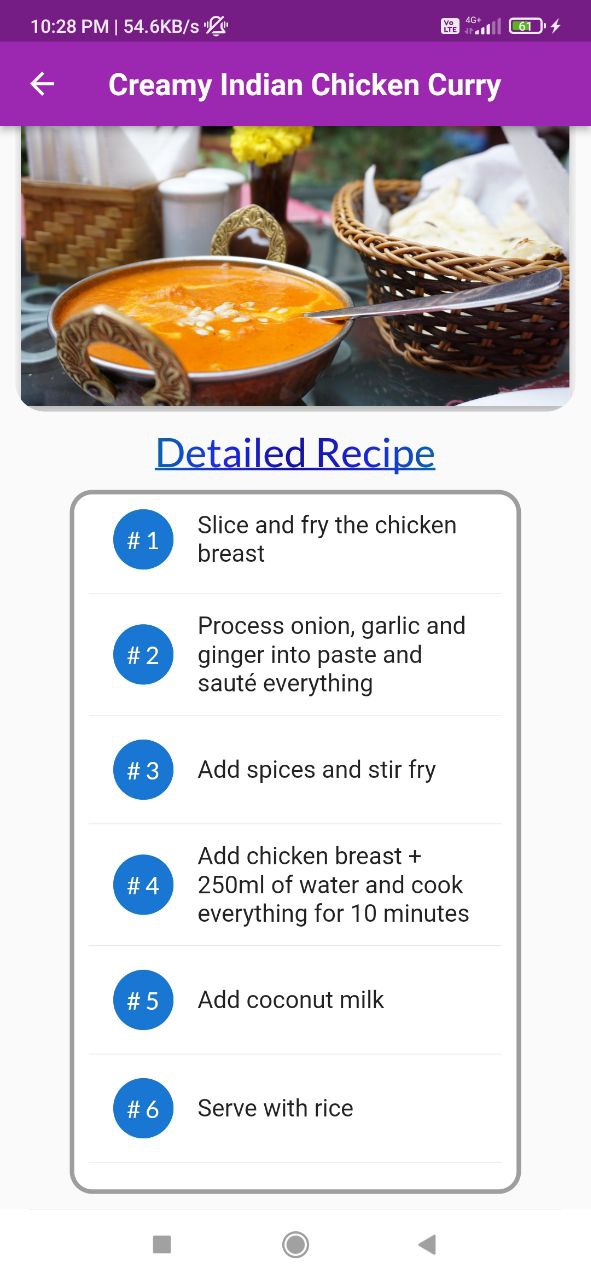 10:28 PM | 54.6KB/s
Vo LTE 4G+ 61
Creamy Indian Chicken Curry
Detailed Recipe
# 1 Slice and fry the chicken
breast
# 2 Process onion, garlic and
ginger into paste and
sauté everything
# 3 Add spices and stir fry
# 4 Add chicken breast +
250ml of water and cook
everything for 10 minutes
# 5 Add coconut milk
# 6 Serve with rice